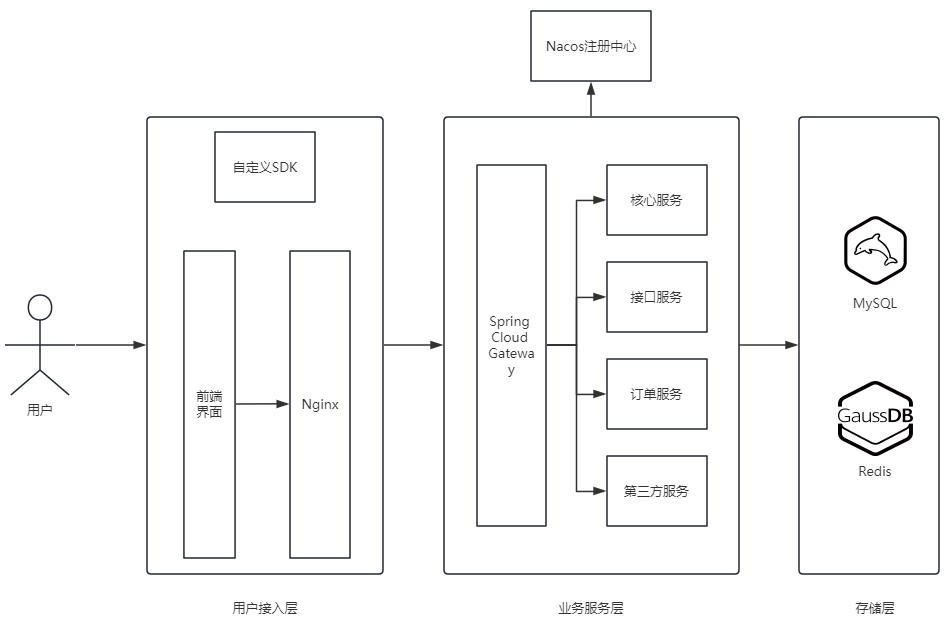 Nacos注册中心
自定义SDK
前端
界面
Nginx
用户
Spring
Cloud
Gatewa
y
核心服务
接口服务
订单服务
第三方服务
MySQL
GaussDB
Redis
用户接入层
业务服务层
存储层